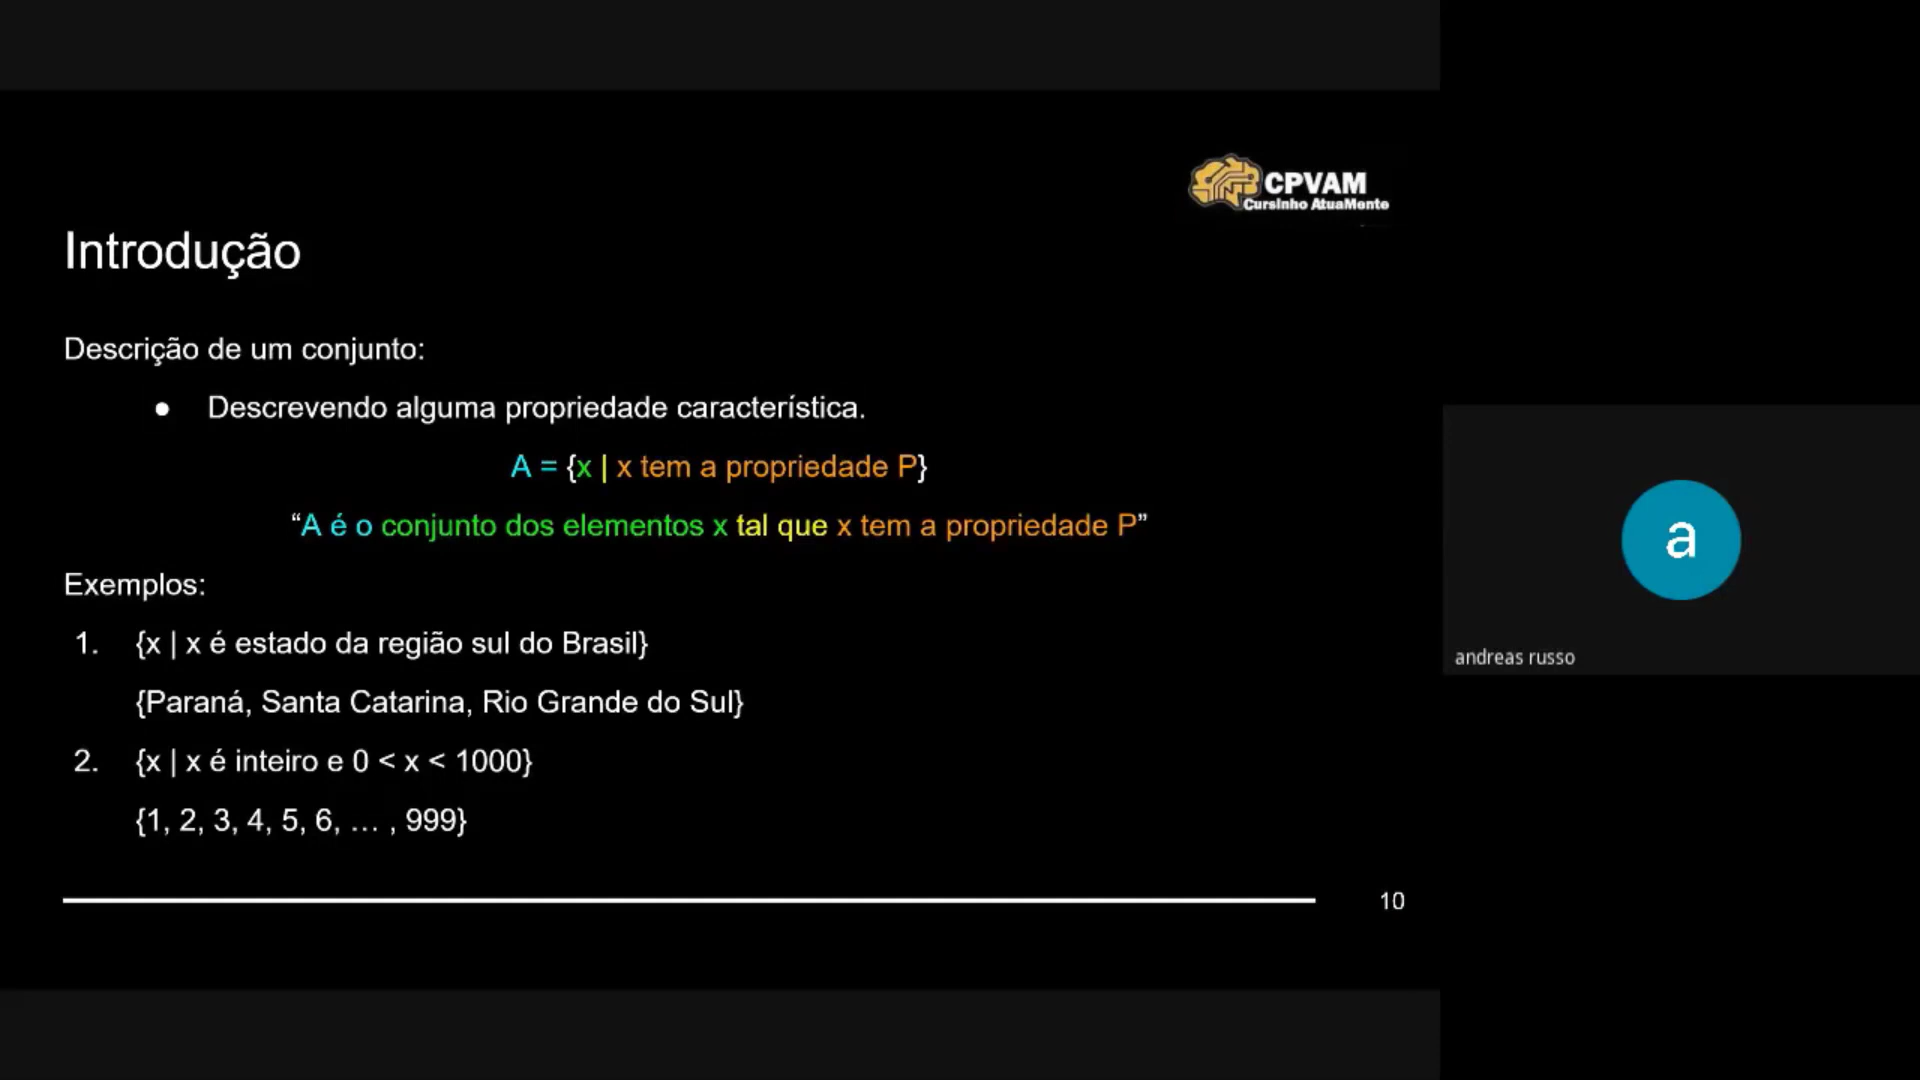 CPVAM
Cursinho AtuaMente
Introdução
Descrição de um conjunto:
● Descrevendo alguma propriedade característica.
A = {x | x tem a propriedade P}
“A é o conjunto dos elementos x tal que x tem a propriedade P”
Exemplos:
1. {x | x é estado da região sul do Brasil}
{Paraná, Santa Catarina, Rio Grande do Sul}
2. {x | x é inteiro e 0 < x < 1000}
{1, 2, 3, 4, 5, 6, … , 999}
10
a
andreas russo